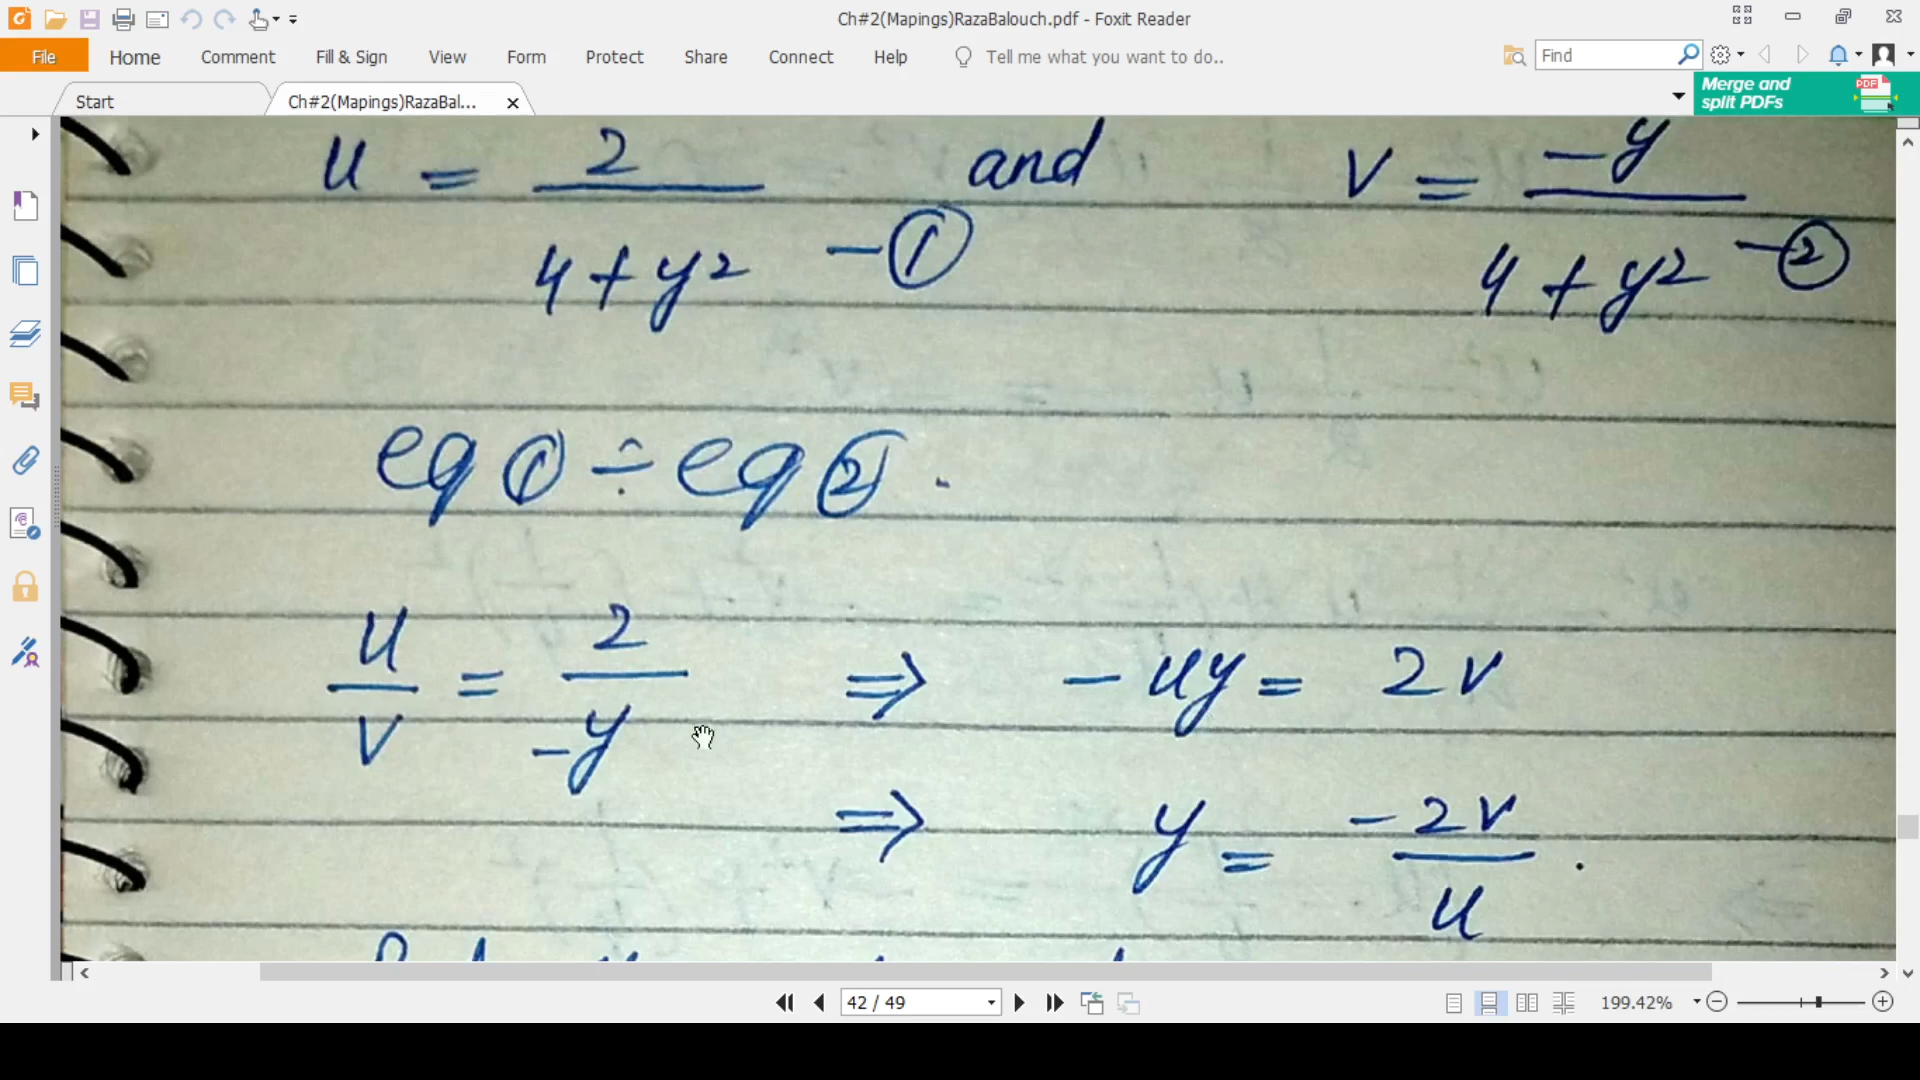 Ch#2(Mapings)RazaBalouch.pdf - Foxit Reader
File Home Comment Fill & Sign View Form Protect Share Connect Help Tell me what you want to do.. Find
Start Ch#2(Mapings)RazaBal... Merge and split PDFs
u = 2 / (4 + y²) - ① and v = -y / (4 + y²) - ②
eq ① ÷ eq ② .
u / v = 2 / -y ⇒ - uy = 2v
⇒ y = -2v / u .
42 / 49 199.42%